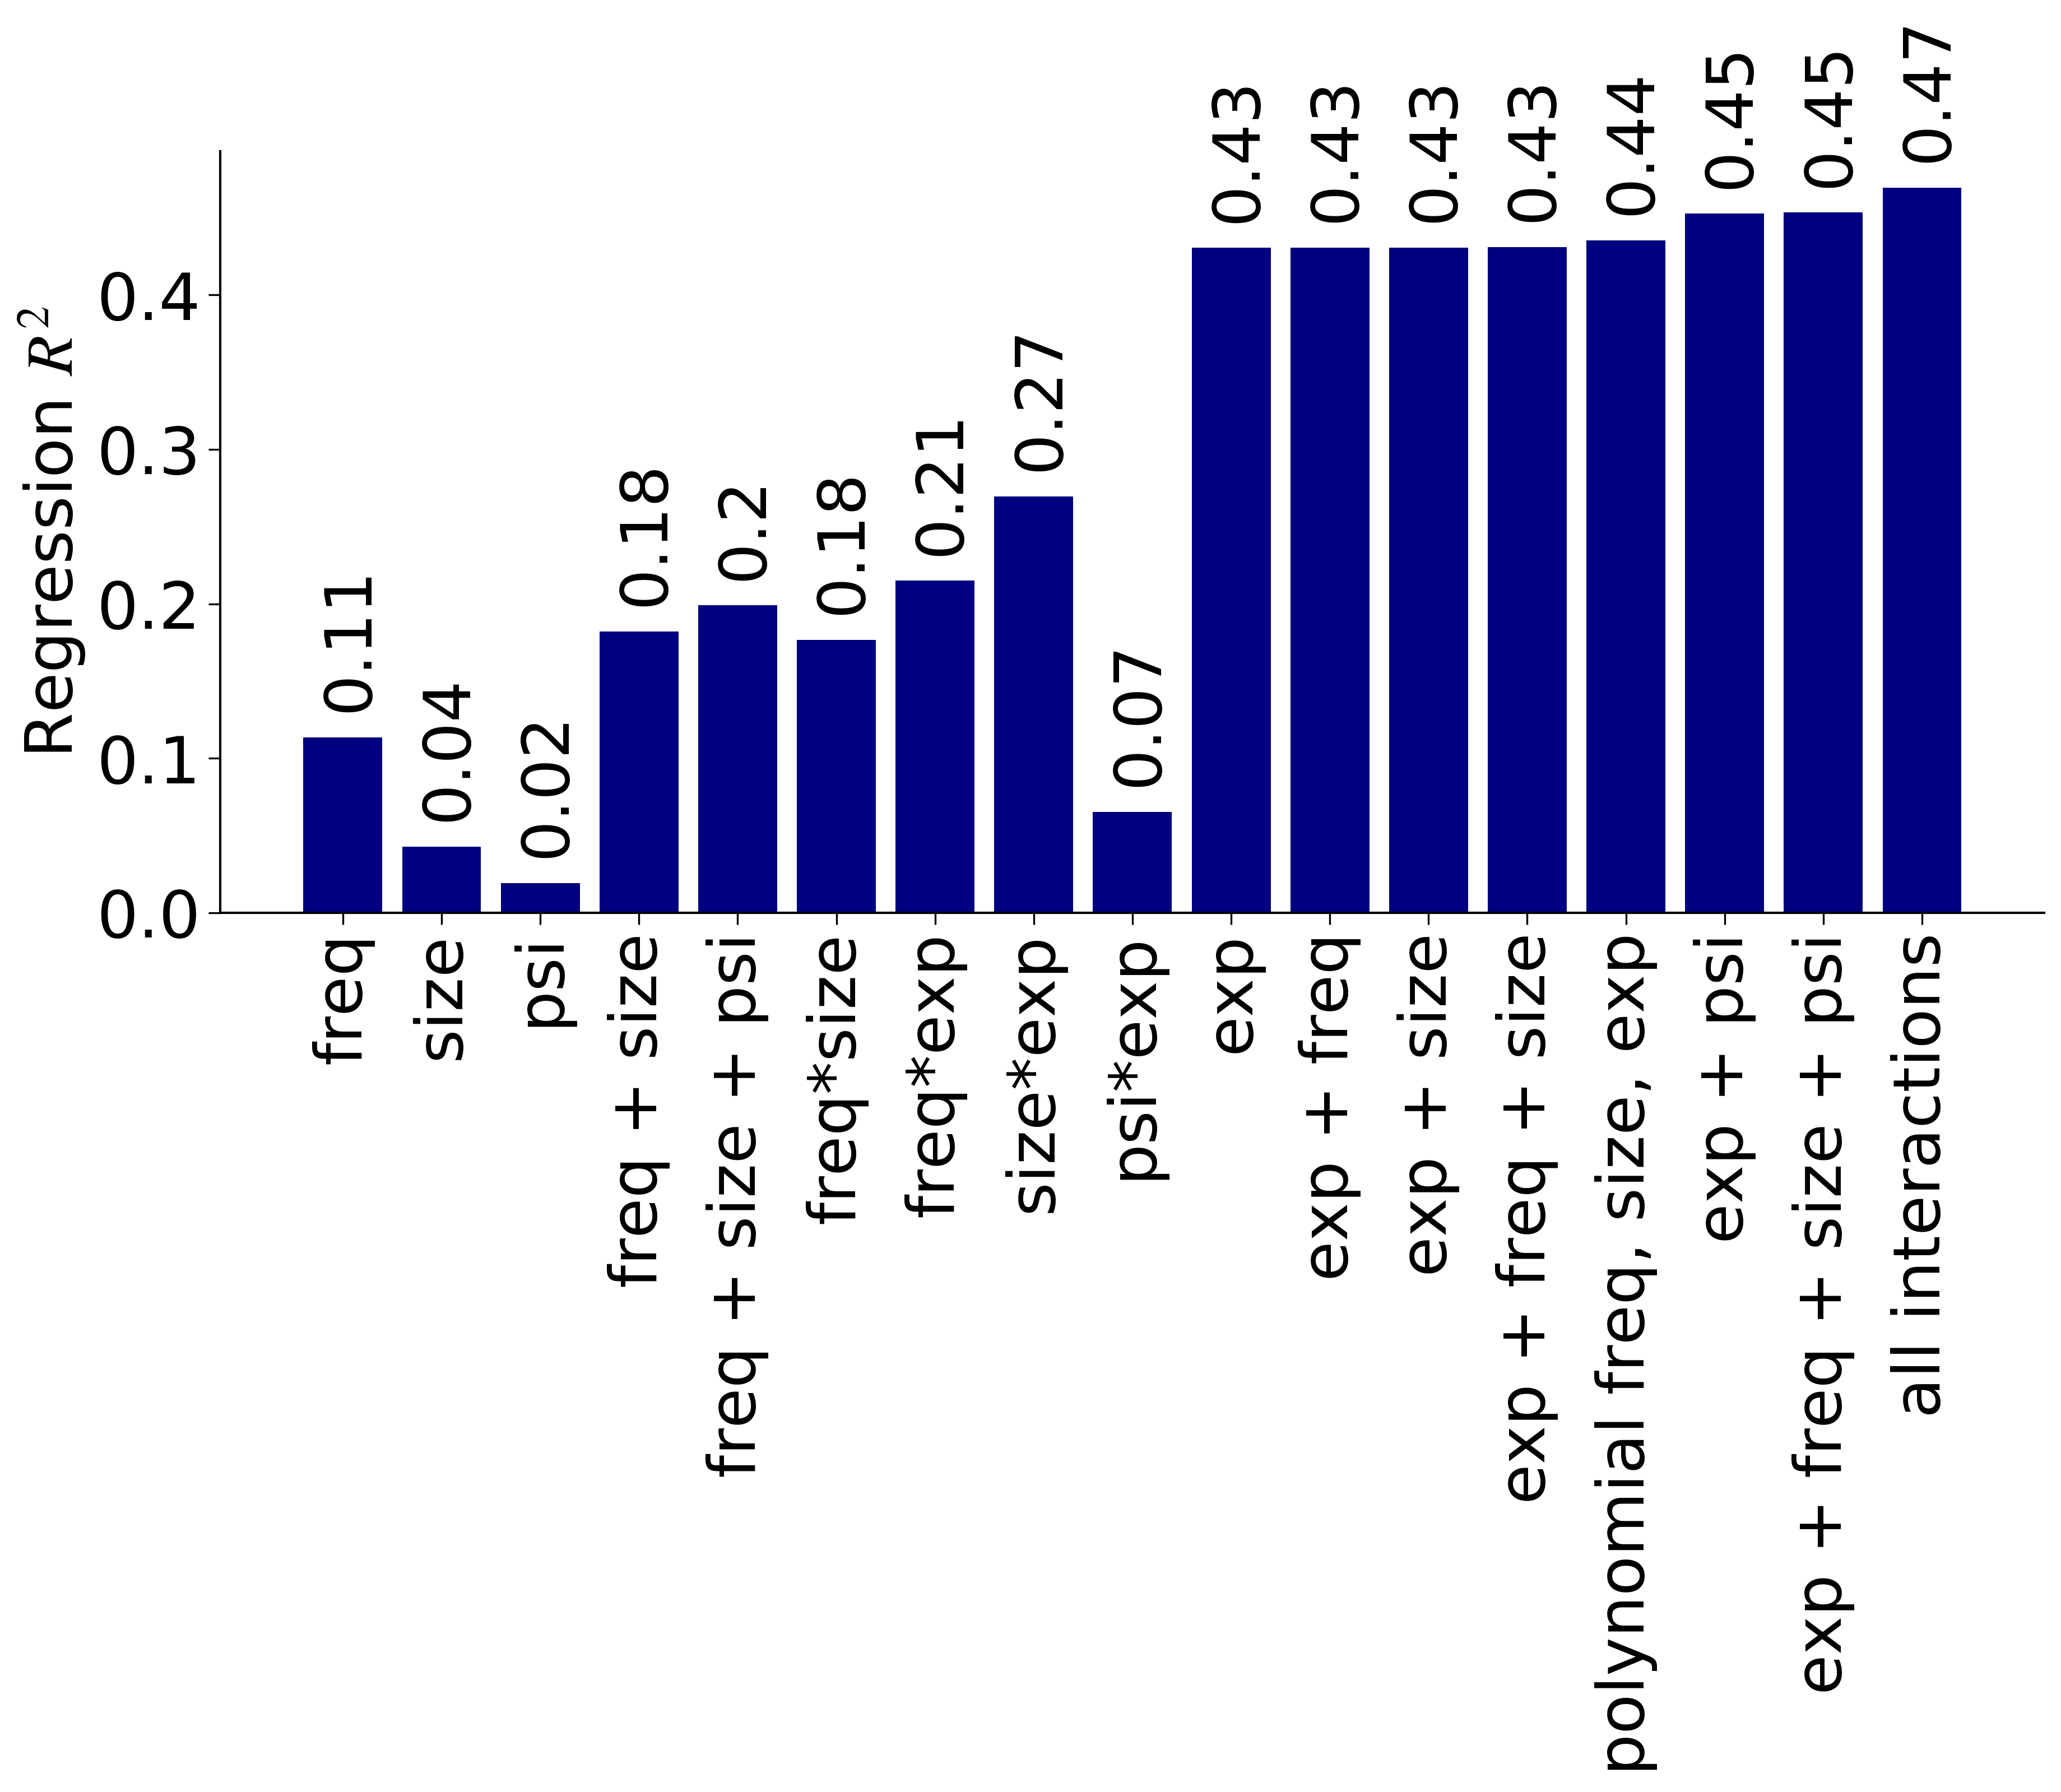 Regression R²
0.4
0.3
0.2
0.1
0.0
0.11
0.04
0.02
0.18
0.2
0.18
0.21
0.27
0.07
0.43
0.43
0.43
0.43
0.44
0.45
0.45
0.47
freq
size
psi
freq + size
freq + size + psi
freq*size
freq*exp
size*exp
psi*exp
exp
exp + freq
exp + size
exp + freq + size
polynomial freq, size, exp
exp + psi
exp + freq + size + psi
all interactions